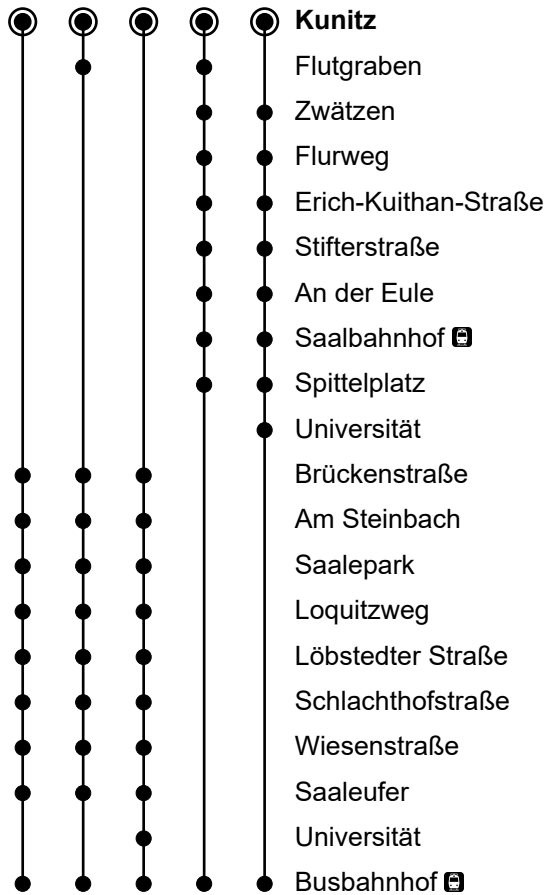 Kunitz
Flutgraben
Zwätzen
Flurweg
Erich-Kuithan-Straße
Stifterstraße
An der Eule
Saalbahnhof
Spittelplatz
Universität
Brückenstraße
Am Steinbach
Saalepark
Loquitzweg
Löbstedter Straße
Schlachthofstraße
Wiesenstraße
Saaleufer
Universität
Busbahnhof